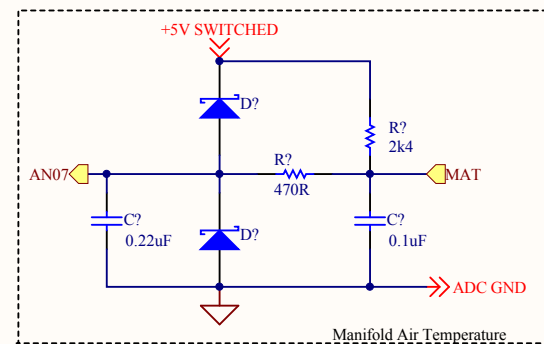 +5V SWITCHED
D?
R?
2k4
AN07
R?
470R
MAT
C?
0.22uF
D?
C?
0.1uF
ADC GND
Manifold Air Temperature